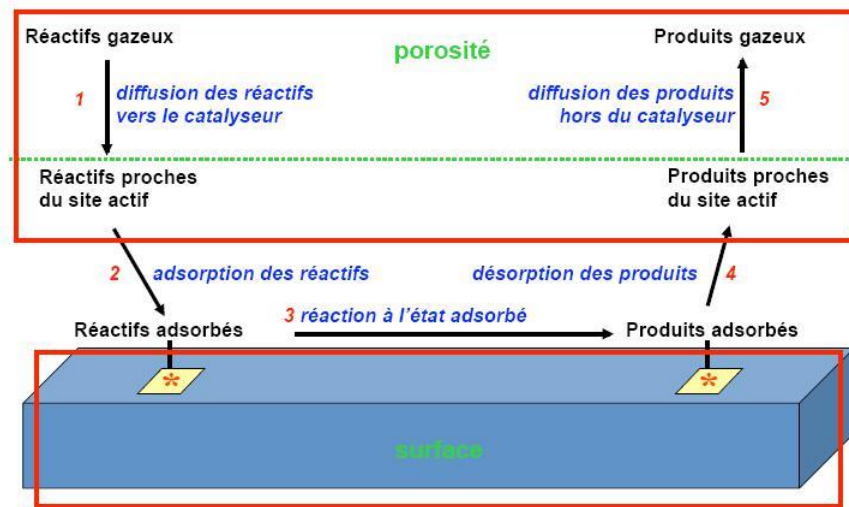 Réactifs gazeux
porosité
Produits gazeux
1
diffusion des réactifs
vers le catalyseur
diffusion des produits
hors du catalyseur
5
Réactifs proches
du site actif
Produits proches
du site actif
2
adsorption des réactifs
désorption des produits
4
3 réaction à l'état adsorbé
Réactifs adsorbés
Produits adsorbés
*
*
surface